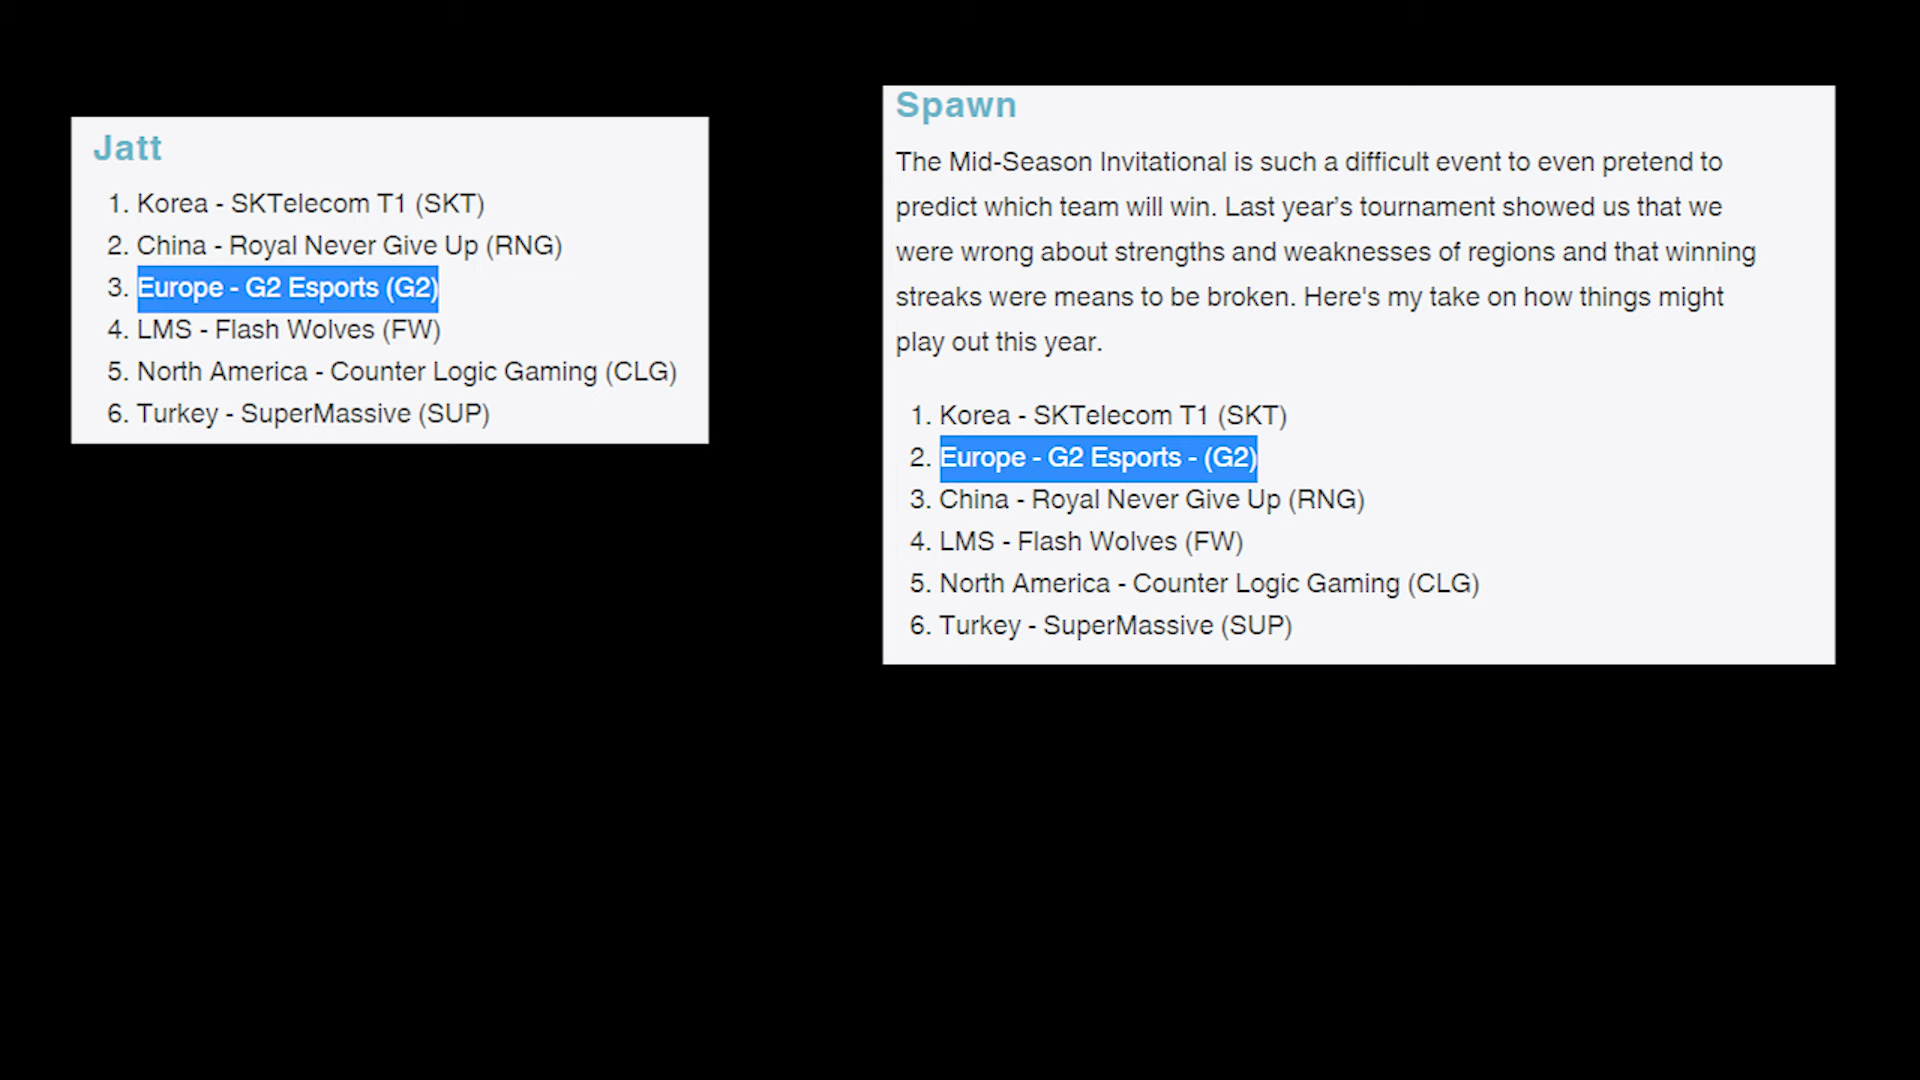 Jatt
1. Korea - SKTelecom T1 (SKT)
2. China - Royal Never Give Up (RNG)
3. Europe - G2 Esports (G2)
4. LMS - Flash Wolves (FW)
5. North America - Counter Logic Gaming (CLG)
6. Turkey - SuperMassive (SUP)
Spawn
The Mid-Season Invitational is such a difficult event to even pretend to
predict which team will win. Last year’s tournament showed us that we
were wrong about strengths and weaknesses of regions and that winning
streaks were means to be broken. Here's my take on how things might
play out this year.
1. Korea - SKTelecom T1 (SKT)
2. Europe - G2 Esports - (G2)
3. China - Royal Never Give Up (RNG)
4. LMS - Flash Wolves (FW)
5. North America - Counter Logic Gaming (CLG)
6. Turkey - SuperMassive (SUP)